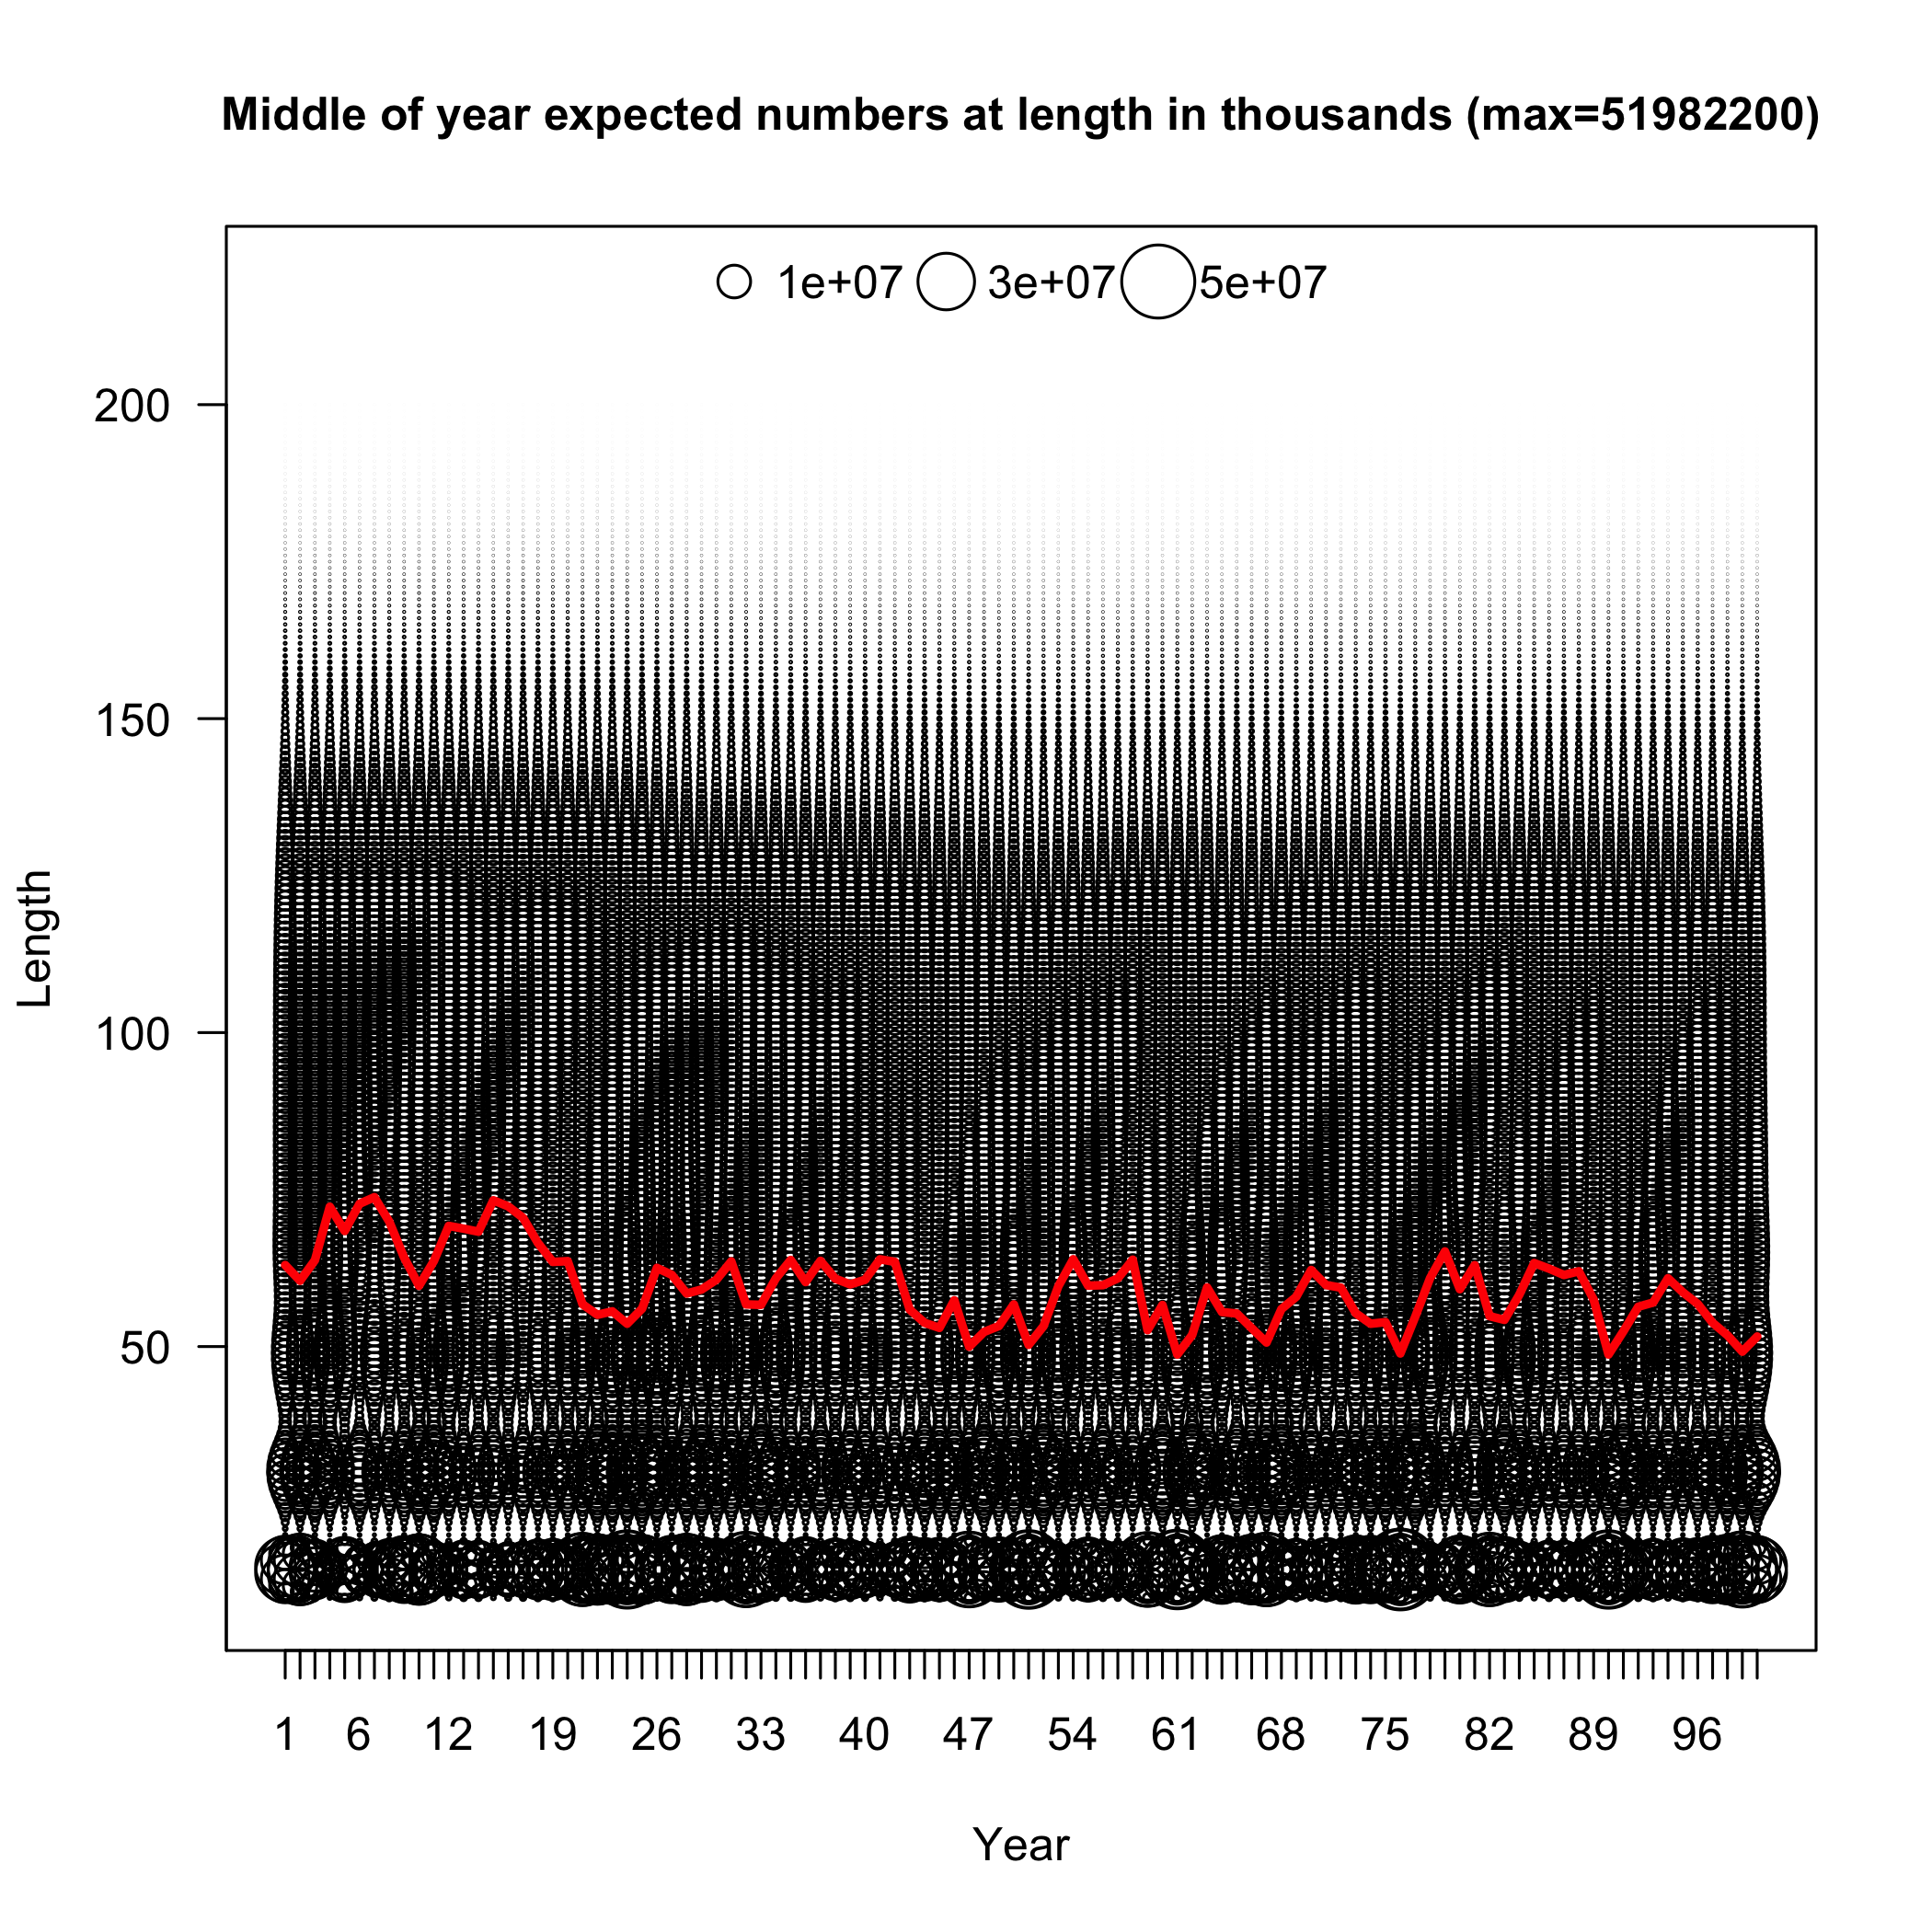 Middle of year expected numbers at length in thousands (max=51982200)
1e+07 3e+07 5e+07
200
150
100
50
Length
1 6 12 19 26 33 40 47 54 61 68 75 82 89 96
Year